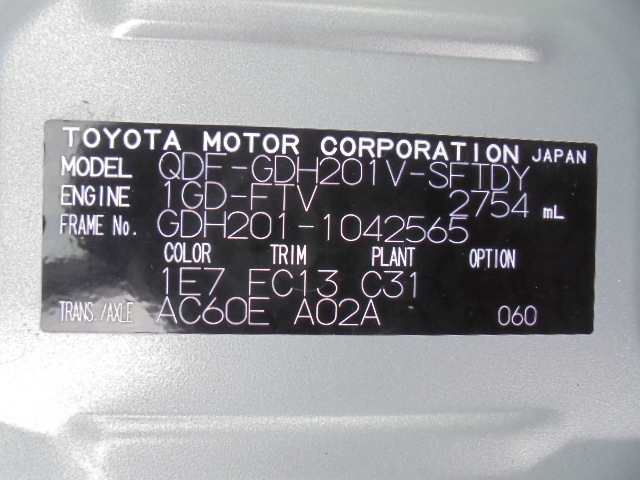 TOYOTA MOTOR CORPORATION JAPAN
MODEL QDF-GDH201V-SFTDY
ENGINE 1GD-FTV 2754 mL
FRAME No. GDH201-1042565
COLOR TRIM PLANT OPTION
1E7 FC13 C31
TRANS./AXLE AC60E A02A 060